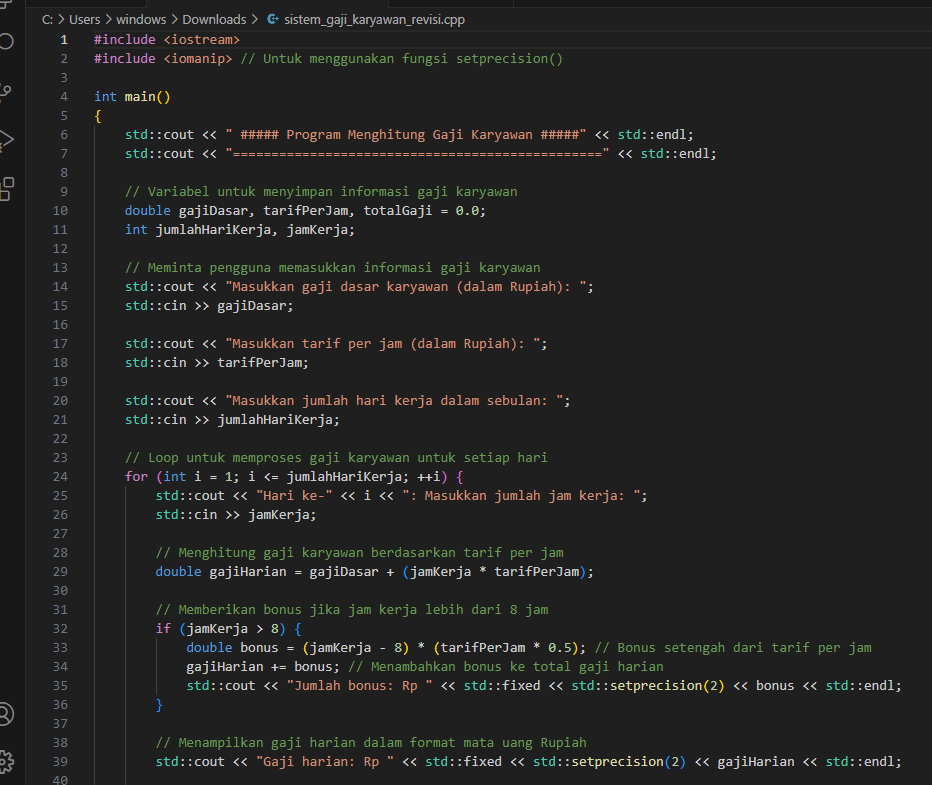 C: > Users > windows > Downloads > sistem_gaji_karyawan_revisi.cpp
1 #include <iostream>
2 #include <iomanip> // Untuk menggunakan fungsi setprecision()
3
4 int main()
5 {
6 std::cout << " ##### Program Menghitung Gaji Karyawan #####" << std::endl;
7 std::cout << "================================================" << std::endl;
8
9 // Variabel untuk menyimpan informasi gaji karyawan
10 double gajiDasar, tarifPerJam, totalGaji = 0.0;
11 int jumlahHariKerja, jamKerja;
12
13 // Meminta pengguna memasukkan informasi gaji karyawan
14 std::cout << "Masukkan gaji dasar karyawan (dalam Rupiah): ";
15 std::cin >> gajiDasar;
16
17 std::cout << "Masukkan tarif per jam (dalam Rupiah): ";
18 std::cin >> tarifPerJam;
19
20 std::cout << "Masukkan jumlah hari kerja dalam sebulan: ";
21 std::cin >> jumlahHariKerja;
22
23 // Loop untuk memproses gaji karyawan untuk setiap hari
24 for (int i = 1; i <= jumlahHariKerja; ++i) {
25 std::cout << "Hari ke-" << i << ": Masukkan jumlah jam kerja: ";
26 std::cin >> jamKerja;
27
28 // Menghitung gaji karyawan berdasarkan tarif per jam
29 double gajiHarian = gajiDasar + (jamKerja * tarifPerJam);
30
31 // Memberikan bonus jika jam kerja lebih dari 8 jam
32 if (jamKerja > 8) {
33 double bonus = (jamKerja - 8) * (tarifPerJam * 0.5); // Bonus setengah dari tarif per jam
34 gajiHarian += bonus; // Menambahkan bonus ke total gaji harian
35 std::cout << "Jumlah bonus: Rp " << std::fixed << std::setprecision(2) << bonus << std::endl;
36 }
37
38 // Menampilkan gaji harian dalam format mata uang Rupiah
39 std::cout << "Gaji harian: Rp " << std::fixed << std::setprecision(2) << gajiHarian << std::endl;
40